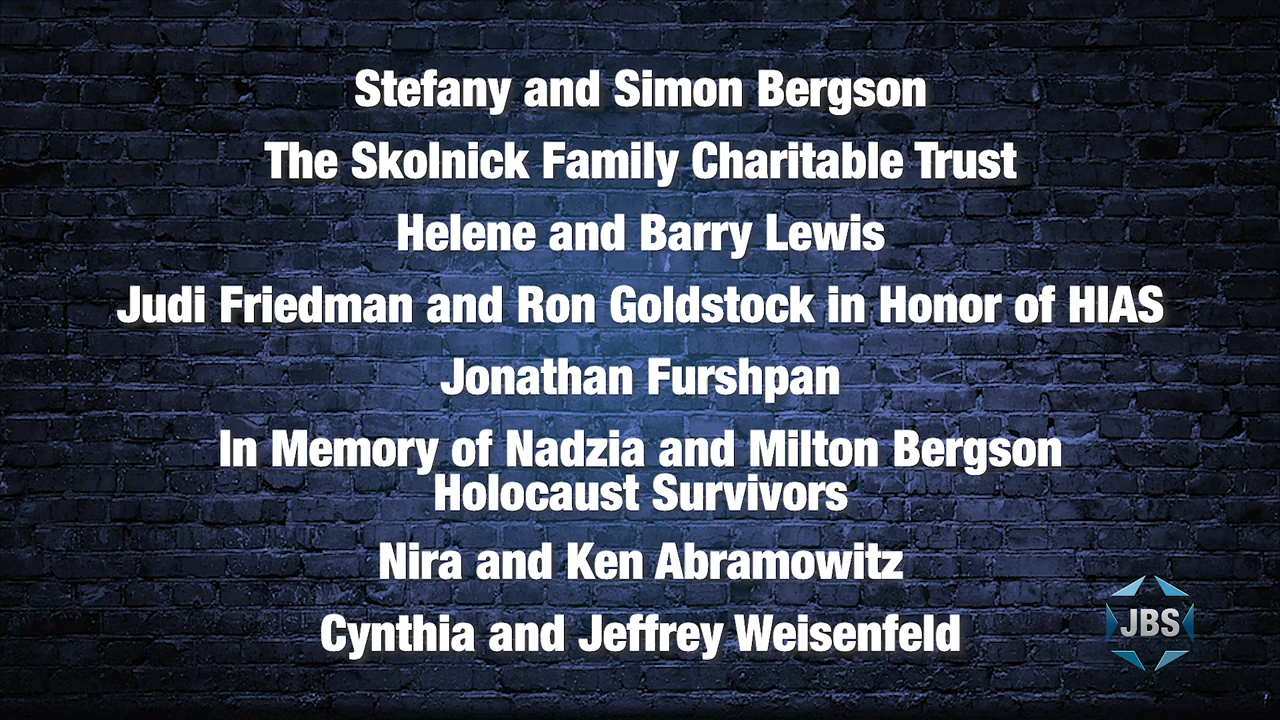 Stefany and Simon Bergson
The Skolnick Family Charitable Trust
Helene and Barry Lewis
Judi Friedman and Ron Goldstock in Honor of HIAS
Jonathan Furshpan
In Memory of Nadzia and Milton Bergson
Holocaust Survivors
Nira and Ken Abramowitz
Cynthia and Jeffrey Weisenfeld
JBS